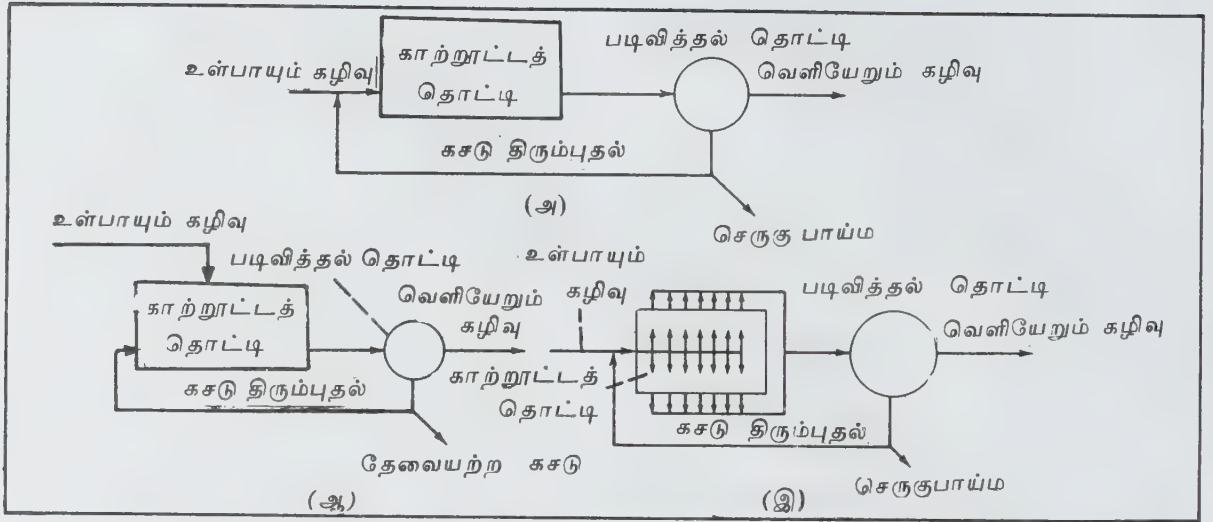 உள்பாயும் கழிவு
காற்றூட்டத்
தொட்டி
படிவித்தல் தொட்டி
வெளியேறும் கழிவு
கசடு திரும்புதல்
செருகு பாய்ம
(அ)
உள்பாயும் கழிவு
காற்றூட்டத்
தொட்டி
படிவித்தல் தொட்டி
வெளியேறும்
கழிவு
கசடு திரும்புதல்
தேவையற்ற கசடு
(ஆ)
உள்பாயும்
கழிவு
காற்றூட்டத்
தொட்டி
படிவித்தல் தொட்டி
வெளியேறும் கழிவு
கசடு திரும்புதல்
செருகுபாய்ம
(இ)